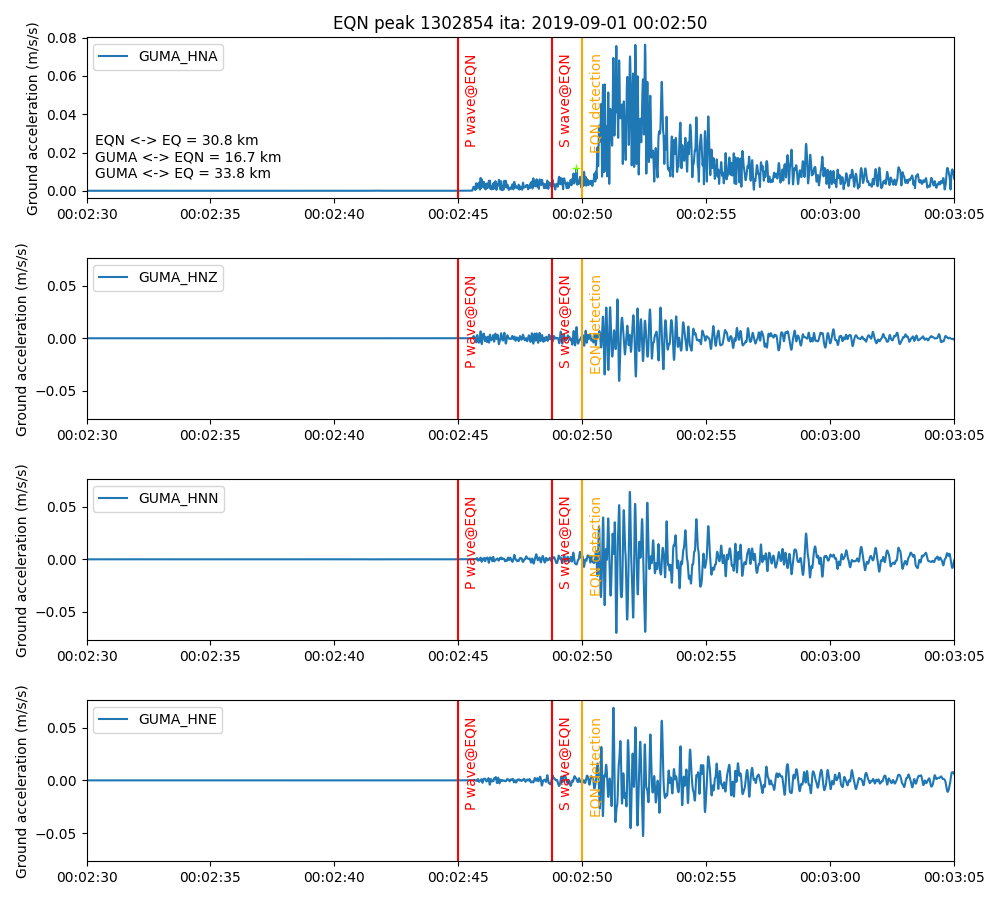 EQN peak 1302854 ita: 2019-09-01 00:02:50
Ground acceleration (m/s/s)
0.08
0.06
0.04
0.02
0.00
GUMA_HNA
P wave@EQN
S wave@EQN
EQN detection
EQN <-> EQ = 30.8 km
GUMA <-> EQN = 16.7 km
GUMA <-> EQ = 33.8 km
00:02:30 00:02:35 00:02:40 00:02:45 00:02:50 00:02:55 00:03:00 00:03:05
Ground acceleration (m/s/s)
0.05
0.00
−0.05
GUMA_HNZ
P wave@EQN
S wave@EQN
EQN detection
00:02:30 00:02:35 00:02:40 00:02:45 00:02:50 00:02:55 00:03:00 00:03:05
Ground acceleration (m/s/s)
0.05
0.00
−0.05
GUMA_HNN
P wave@EQN
S wave@EQN
EQN detection
00:02:30 00:02:35 00:02:40 00:02:45 00:02:50 00:02:55 00:03:00 00:03:05
Ground acceleration (m/s/s)
0.05
0.00
−0.05
GUMA_HNE
P wave@EQN
S wave@EQN
EQN detection
00:02:30 00:02:35 00:02:40 00:02:45 00:02:50 00:02:55 00:03:00 00:03:05